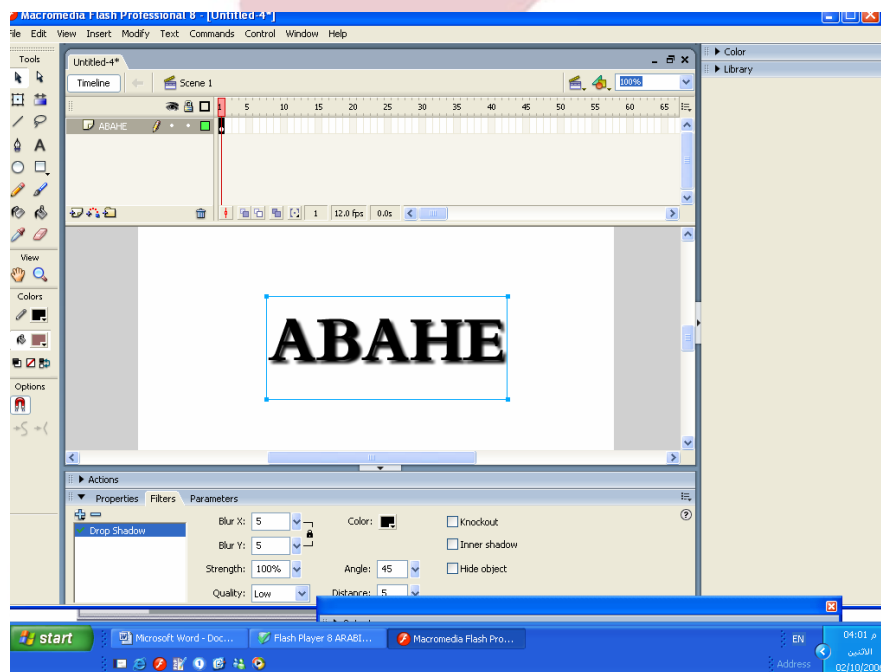 Macromedia Flash Professional 8 - [Untitled-4*]
File Edit View Insert Modify Text Commands Control Window Help
Tools
Untitled-4*
Color
Library
Timeline
Scene 1
100%
1 5 10 15 20 25 30 35 40 45 50 55 60 65
ABAHE
1 12.0 fps 0.0s
View
Colors
Options
ABAHE
Actions
Properties Filters Parameters
Drop Shadow
Blur X: 5 Color: Knockout
Blur Y: 5 Inner shadow
Strength: 100% Angle: 45 Hide object
Quality: Low Distance: 5
start
Microsoft Word - Doc...
Flash Player 8 ARABI...
Macromedia Flash Pro...
EN
04:01 م
الاثنين
Address